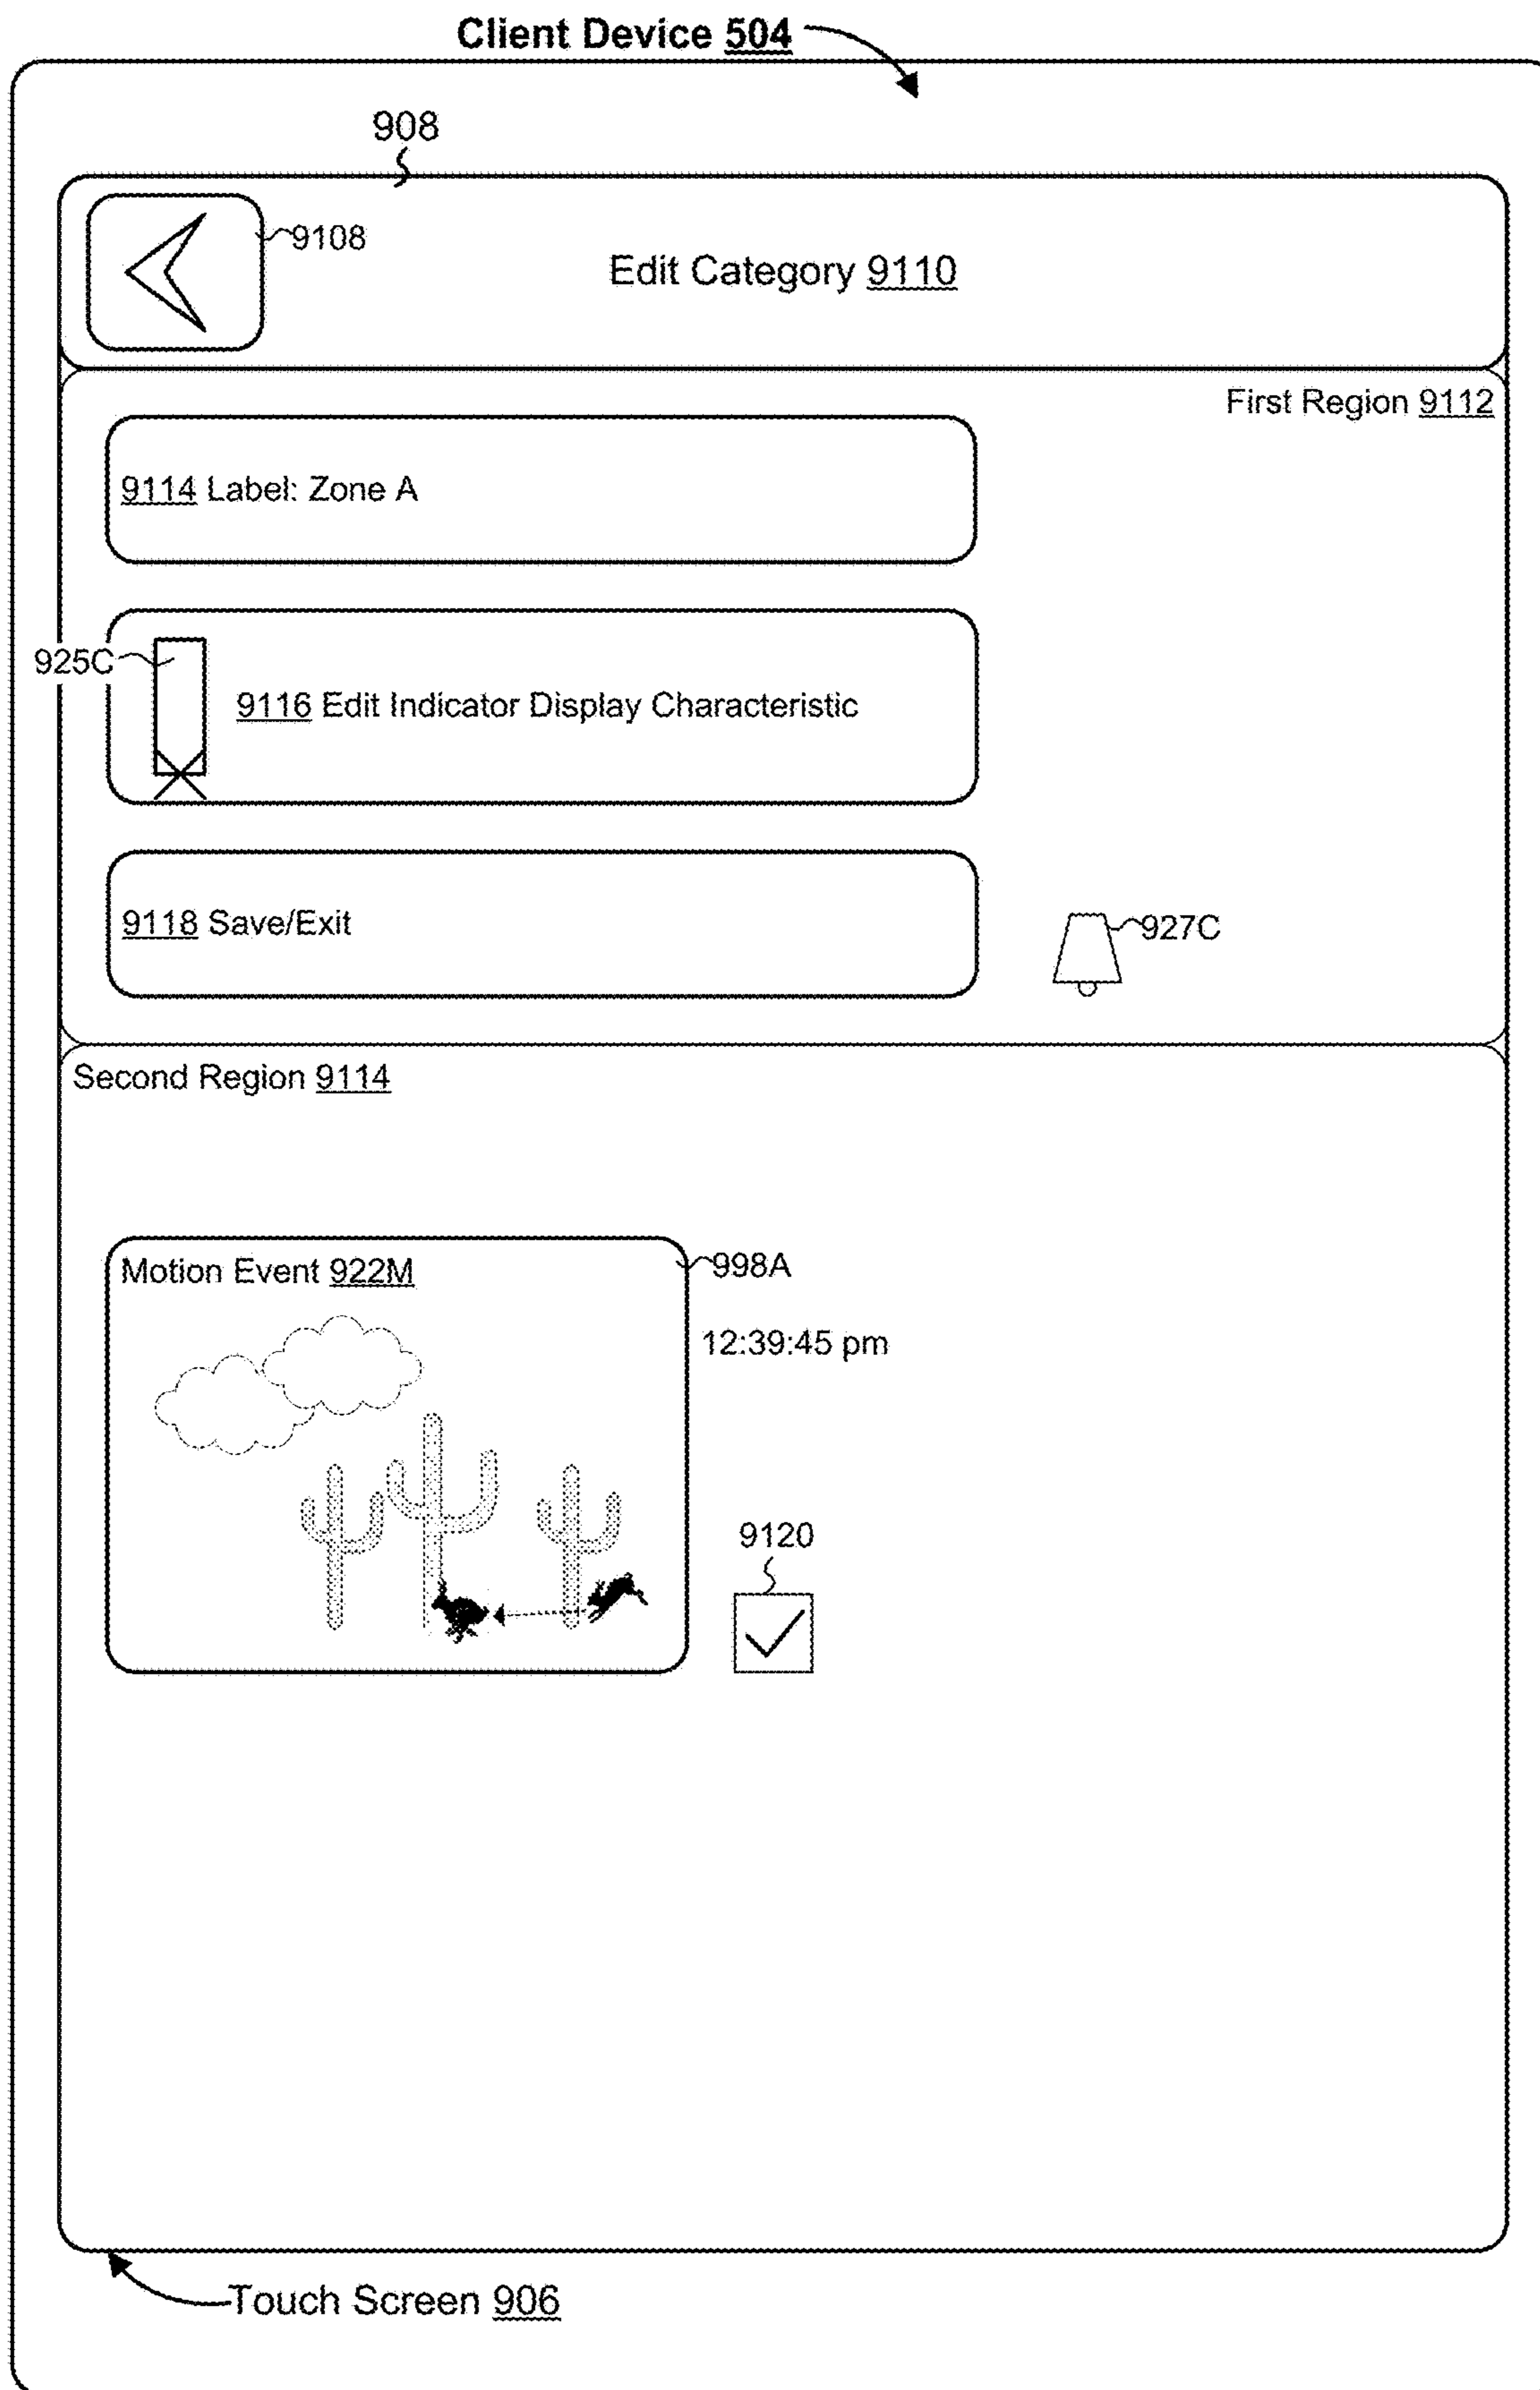 Client Device 504
908
9108
Edit Category 9110
First Region 9112
9114 Label: Zone A
925C
9116 Edit Indicator Display Characteristic
9118 Save/Exit
927C
Second Region 9114
Motion Event 922M
998A
12:39:45 pm
9120
Touch Screen 906